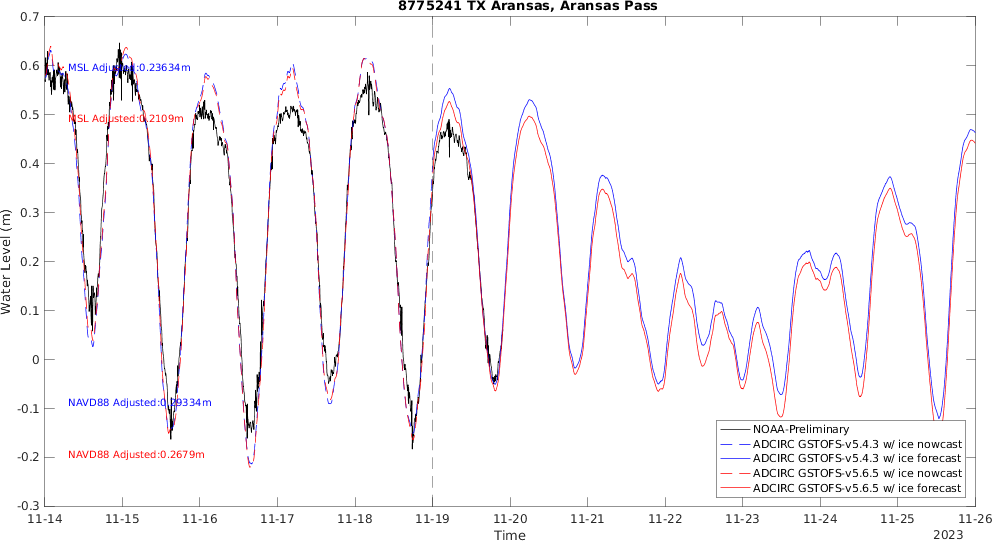 8775241 TX Aransas, Aransas Pass
0.7
0.6
0.5
0.4
0.3
0.2
0.1
0
-0.1
-0.2
-0.3
Water Level (m)
MSL Adjusted:0.23634m
MSL Adjusted:0.2109m
NAVD88 Adjusted:0.29334m
NAVD88 Adjusted:0.2679m
NOAA-Preliminary
ADCIRC GSTOFS-v5.4.3 w/ ice nowcast
ADCIRC GSTOFS-v5.4.3 w/ ice forecast
ADCIRC GSTOFS-v5.6.5 w/ ice nowcast
ADCIRC GSTOFS-v5.6.5 w/ ice forecast
11-14 11-15 11-16 11-17 11-18 11-19 11-20 11-21 11-22 11-23 11-24 11-25 11-26
Time
2023